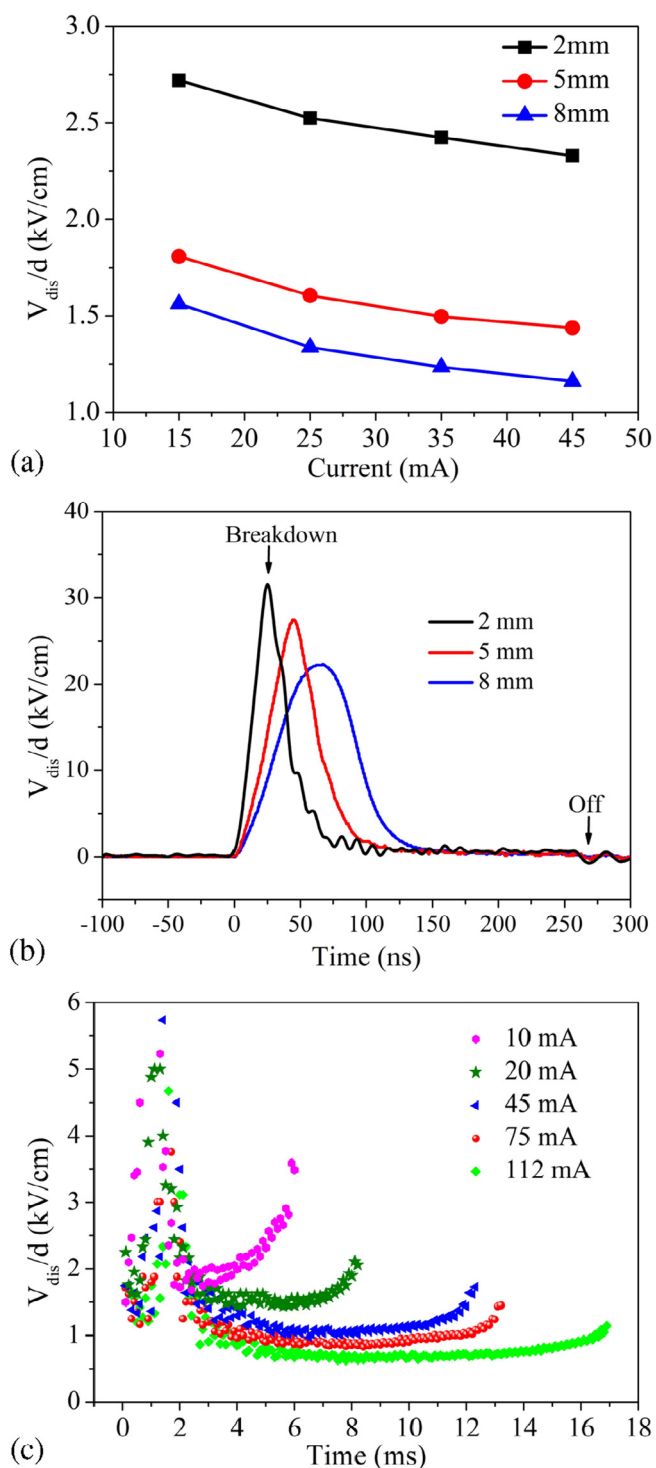 3.0
2.5
2.0
1.5
1.0
V_dis/d (kV/cm)
2mm
5mm
8mm
10 15 20 25 30 35 40 45 50
Current (mA)
(a)
40
30
20
10
0
V_dis/d (kV/cm)
Breakdown
2 mm
5 mm
8 mm
Off
-100 -50 0 50 100 150 200 250 300
Time (ns)
(b)
6
5
4
3
2
1
0
V_dis/d (kV/cm)
10 mA
20 mA
45 mA
75 mA
112 mA
0 2 4 6 8 10 12 14 16 18
Time (ms)
(c)